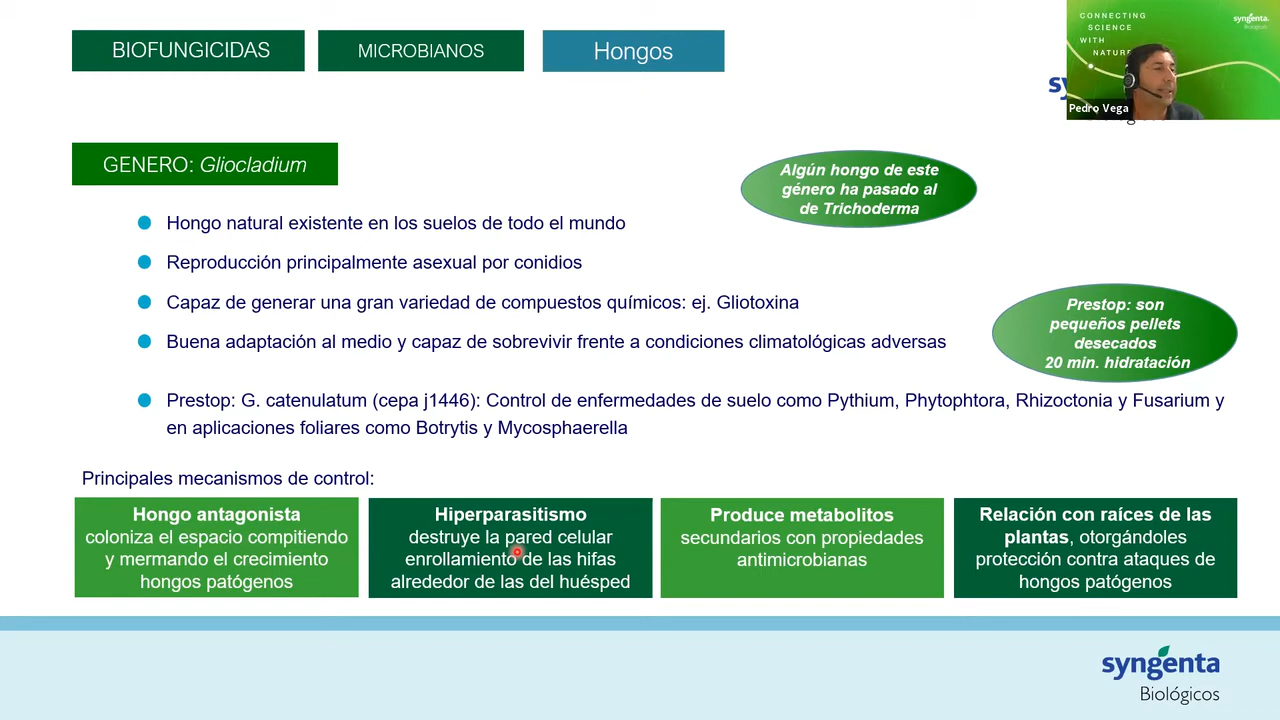 BIOFUNGICIDAS
MICROBIANOS
Hongos
CONNECTING
SCIENCE
WITH
NATURE
syngenta.
Biológicos
Pedro Vega
GENERO: Gliocladium
Algún hongo de este
género ha pasado al
de Trichoderma
Hongo natural existente en los suelos de todo el mundo
Reproducción principalmente asexual por conidios
Capaz de generar una gran variedad de compuestos químicos: ej. Gliotoxina
Buena adaptación al medio y capaz de sobrevivir frente a condiciones climatológicas adversas
Prestop: son
pequeños pellets
desecados
20 min. hidratación
Prestop: G. catenulatum (cepa j1446): Control de enfermedades de suelo como Pythium, Phytophtora, Rhizoctonia y Fusarium y
en aplicaciones foliares como Botrytis y Mycosphaerella
Principales mecanismos de control:
Hongo antagonista
coloniza el espacio compitiendo
y mermando el crecimiento
hongos patógenos
Hiperparasitismo
destruye la pared celular
enrollamiento de las hifas
alrededor de las del huésped
Produce metabolitos
secundarios con propiedades
antimicrobianas
Relación con raíces de las
plantas, otorgándoles
protección contra ataques de
hongos patógenos
syngenta
Biológicos